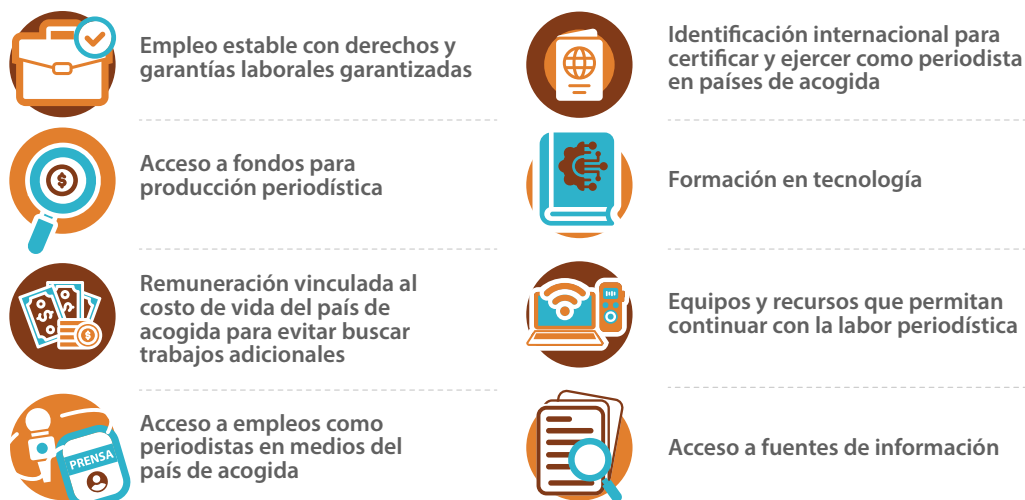 Empleo estable con derechos y
garantías laborales garantizadas
Acceso a fondos para
producción periodística
Remuneración vinculada al
costo de vida del país de
acogida para evitar buscar
trabajos adicionales
PRENSA
Acceso a empleos como
periodistas en medios del
país de acogida
Identificación internacional para
certificar y ejercer como periodista
en países de acogida
Formación en tecnología
Equipos y recursos que permitan
continuar con la labor periodística
Acceso a fuentes de información